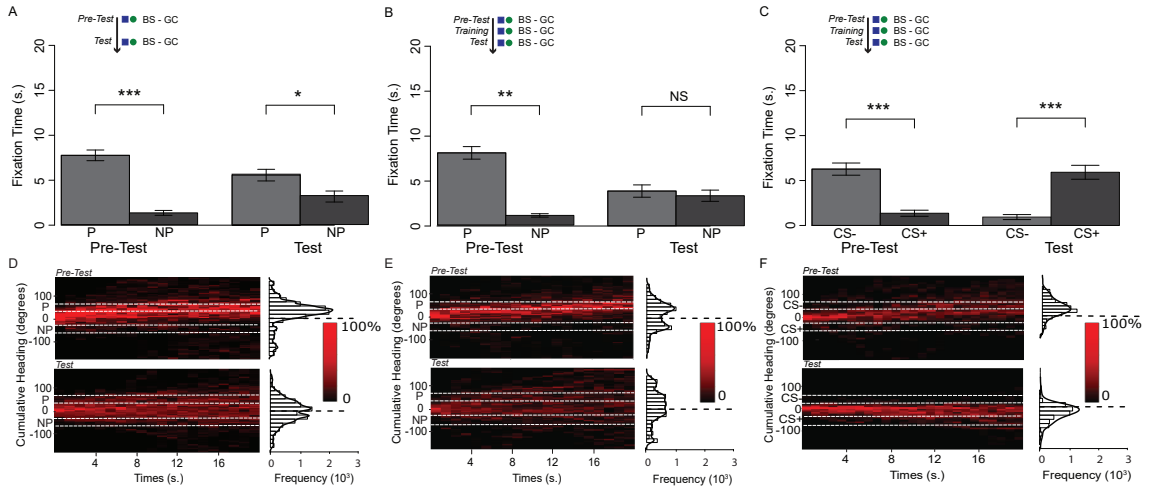 A
Pre-Test BS - GC
Test BS - GC
Fixation Time (s.)
20
15
10
5
0
***
*
P NP P NP
Pre-Test Test
B
Pre-Test BS - GC
Training BS - GC
Test BS - GC
Fixation Time (s.)
20
15
10
5
0
**
NS
P NP P NP
Pre-Test Test
C
Pre-Test BS - GC
Training BS - GC
Test BS - GC
Fixation Time (s.)
20
15
10
5
0
***
***
CS- CS+ CS- CS+
Pre-Test Test
D
Pre-Test
Cumulative Heading (degrees)
100
P
0
NP
-100
100%
0
Test
100
P
0
NP
-100
4 8 12 16
Times (s.)
0 1 2 3
Frequency (10³)
E
Pre-Test
Cumulative Heading (degrees)
100
P
0
NP
-100
100%
0
Test
100
P
0
NP
-100
4 8 12 16
Times (s.)
0 1 2 3
Frequency (10³)
F
Pre-Test
Cumulative Heading (degrees)
100
CS-
0
CS+
-100
100%
0
Test
100
CS-
0
CS+
-100
4 8 12 16
Times (s.)
0 1 2 3
Frequency (10³)